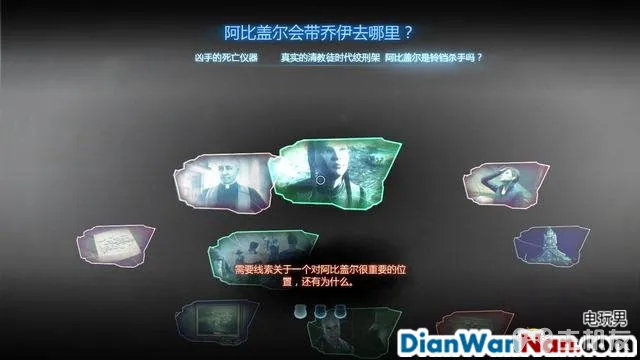 阿比盖尔会带乔伊去哪里？
凶手的死亡仪器 真实的清教徒时代绞刑架 阿比盖尔是铃铛杀手吗？
需要线索关于一个对阿比盖尔很重要的位
置，还有为什么。
电玩男
DianWanNan.com